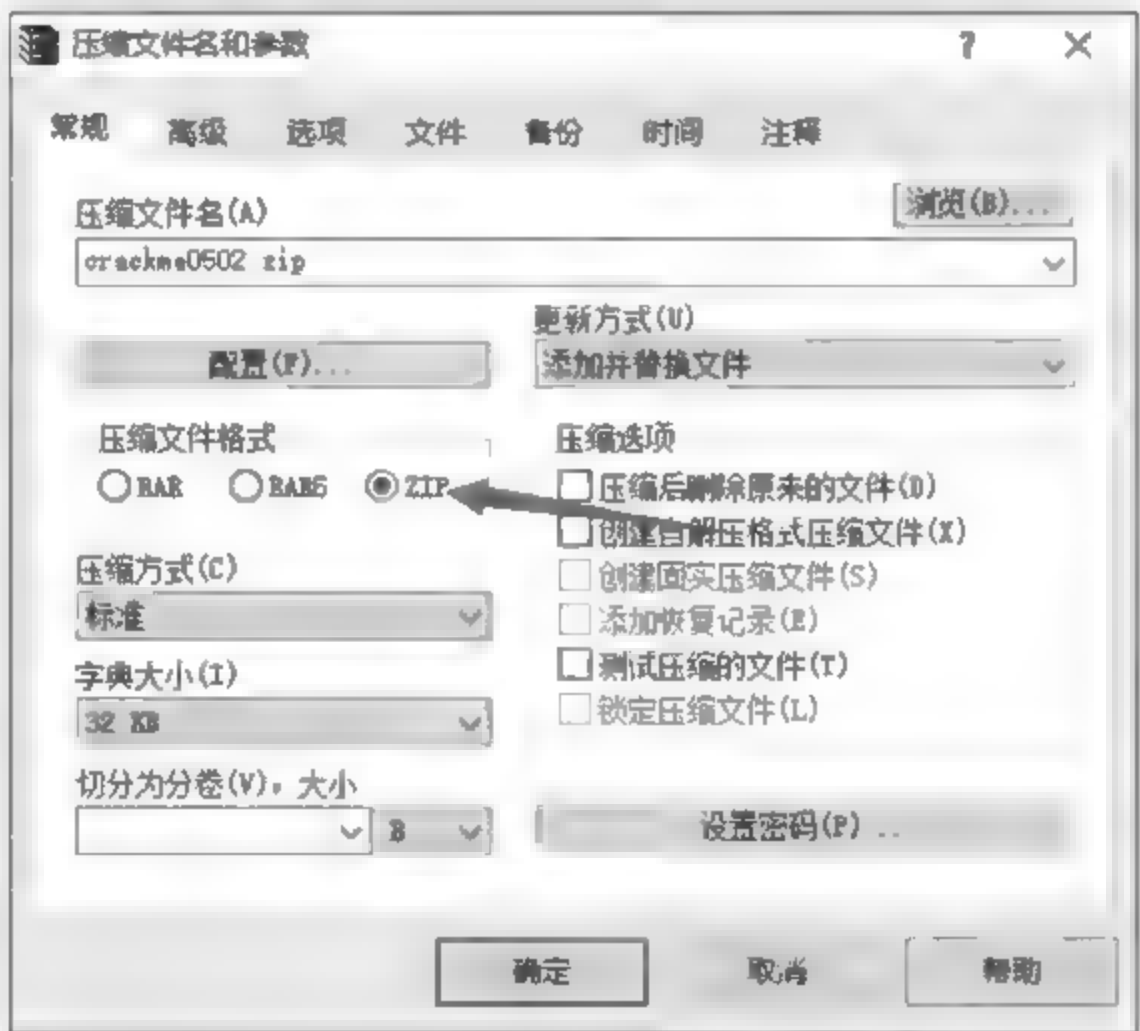 压缩文件名和参数 ? ×
常规 高级 选项 文件 备份 时间 注释
压缩文件名(A)
浏览(B)...
crackme0502 zip
更新方式(U)
配置(F)...
添加并替换文件
压缩文件格式
RAR RAR5 ZIP
压缩选项
压缩后删除原来的文件(D)
创建自解压格式压缩文件(X)
创建固实压缩文件(S)
添加恢复记录(E)
测试压缩的文件(T)
锁定压缩文件(L)
压缩方式(C)
标准
字典大小(I)
32 KB
切分为分卷(V),大小
B
设置密码(P) ..
确定 取消 帮助